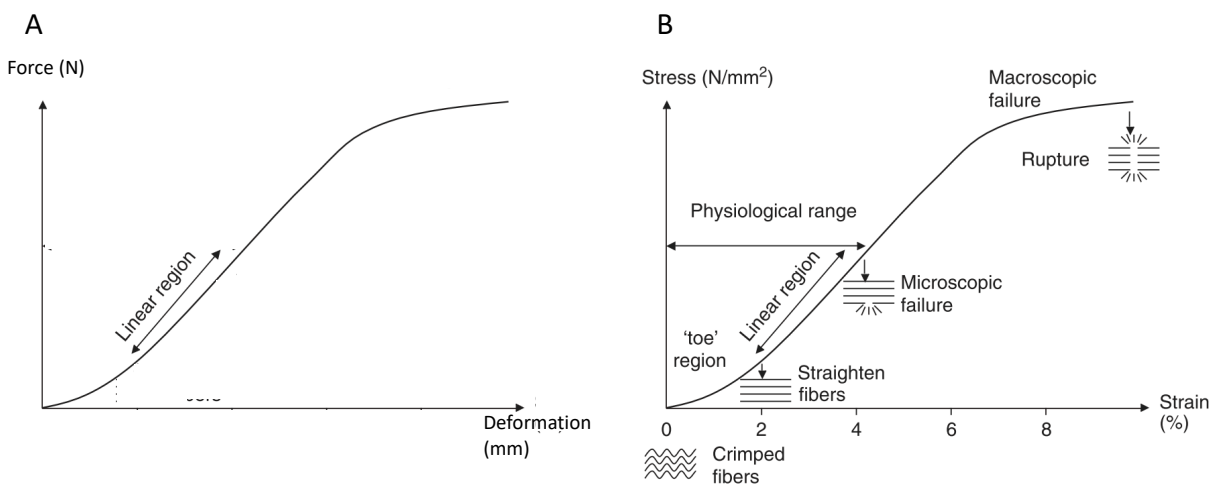 A
Force (N)
Linear region
Deformation
(mm)
B
Stress (N/mm²)
Macroscopic
failure
Rupture
Physiological range
Linear region
Microscopic
failure
'toe'
region
Straighten
fibers
Strain
(%)
0 2 4 6 8
Crimped
fibers